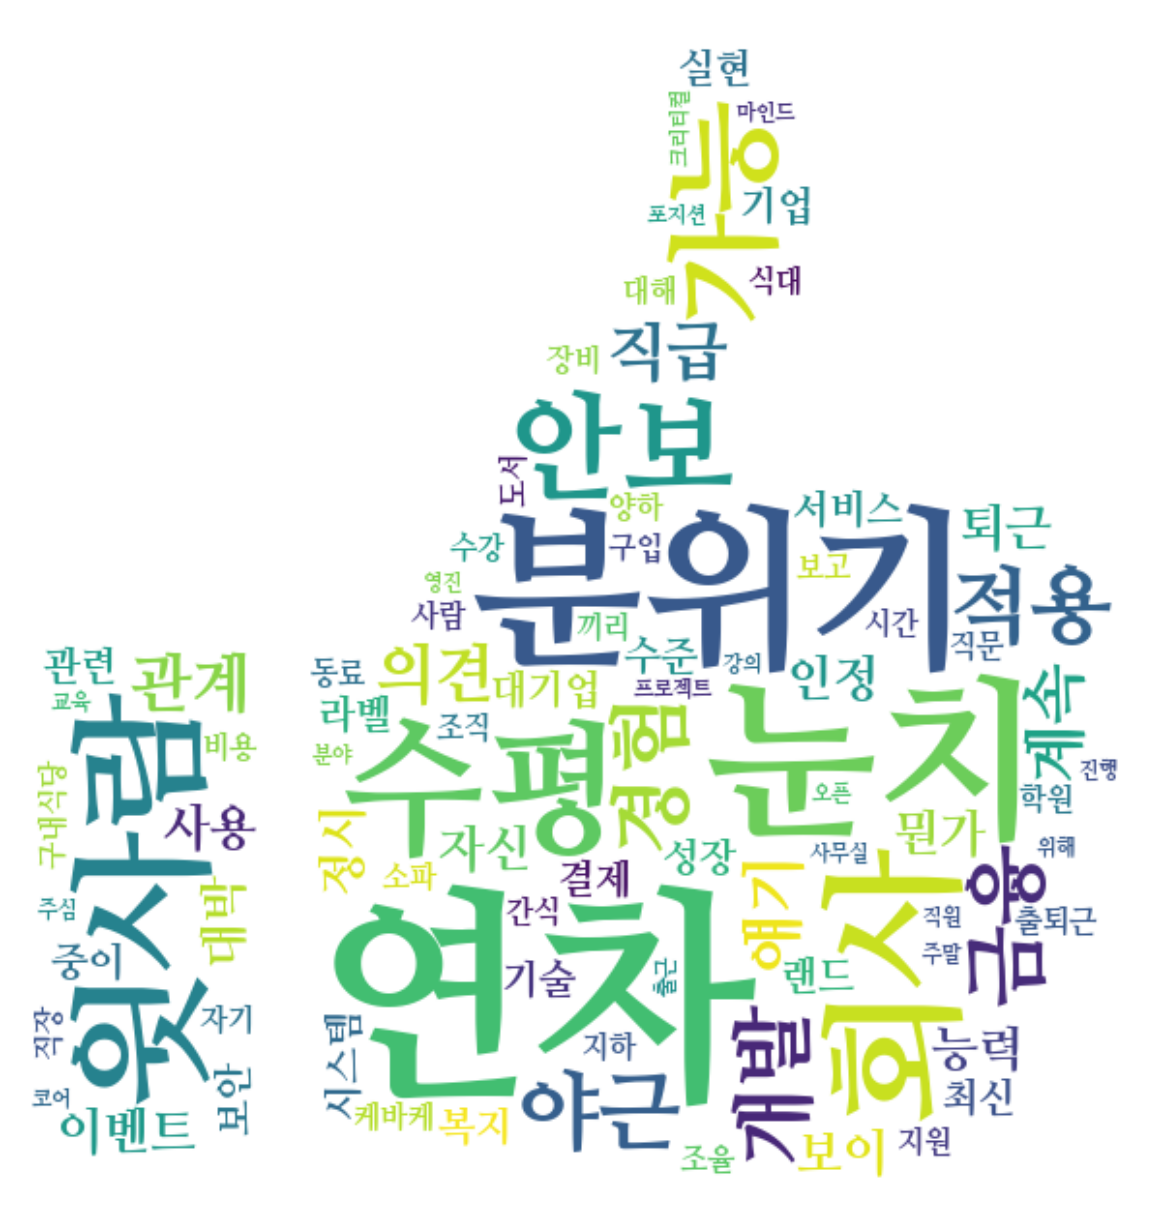 실현
크리티컬
마인드
가능
포지션
기업
대해
식대
장비
직급
안보
도서
양하
서비스
퇴근
수강
구입
분위기
보고
적용
영진
사람
끼리
시간
직문
관련
관계
교육
동료
의견
대기업
수준
강의
인정
프로젝트
계속
라벨
조직
비용
분야
수평
경험
눈치
오픈
진행
구내식당
윗사람
사용
학원
정시
자신
성장
뭔가
사무실
위해
소파
결제
얘기
회사
금융
주심
대박
간식
직원
출퇴근
중이
연차
기술
출근
랜드
주말
직장
자기
시스템
지하
개발
능력
코어
보안
케바케
복지
야근
최신
이벤트
조율
보이
지원